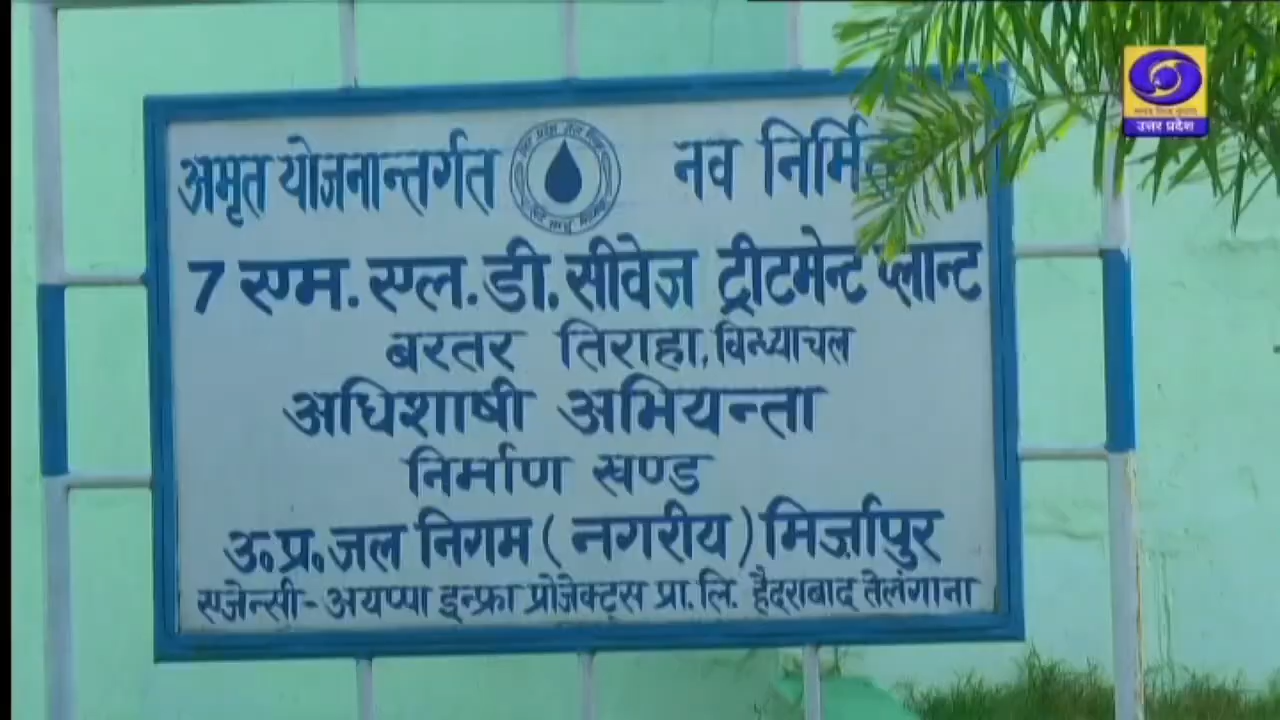 अमृत योजनान्तर्गत नव निर्मित
7 एम.एल.डी.सीवेज ट्रीटमेन्ट प्लान्ट
बरतर तिराहा, विन्ध्याचल
अधिशाषी अभियन्ता
निर्माण खण्ड
ऊ॰प्र॰जल निगम (नगरीय) मिर्ज़ापुर
एजेन्सी-अयप्पा इन्फ्रा प्रोजेक्ट्स प्रा.लि. हैदराबाद तेलंगाना
उत्तर प्रदेश